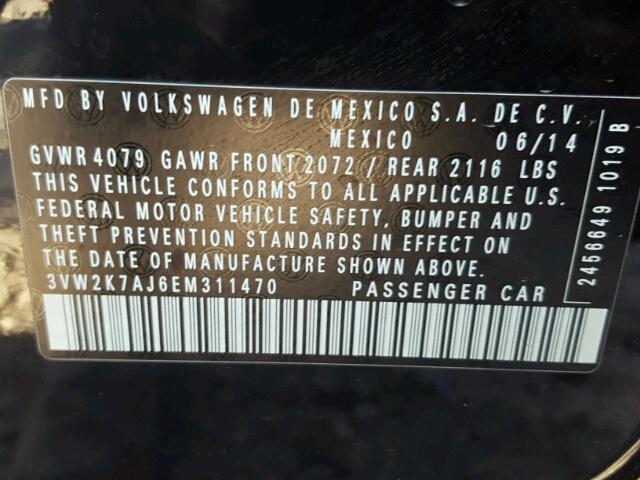 MFD BY VOLKSWAGEN DE MEXICO S.A. DE C.V.
MEXICO 06/14
GVWR 4079 GAWR FRONT 2072 / REAR 2116 LBS
THIS VEHICLE CONFORMS TO ALL APPLICABLE U.S.
FEDERAL MOTOR VEHICLE SAFETY, BUMPER AND
THEFT PREVENTION STANDARDS IN EFFECT ON
THE DATE OF MANUFACTURE SHOWN ABOVE.
3VW2K7AJ6EM311470 PASSENGER CAR
2456649 1019 B